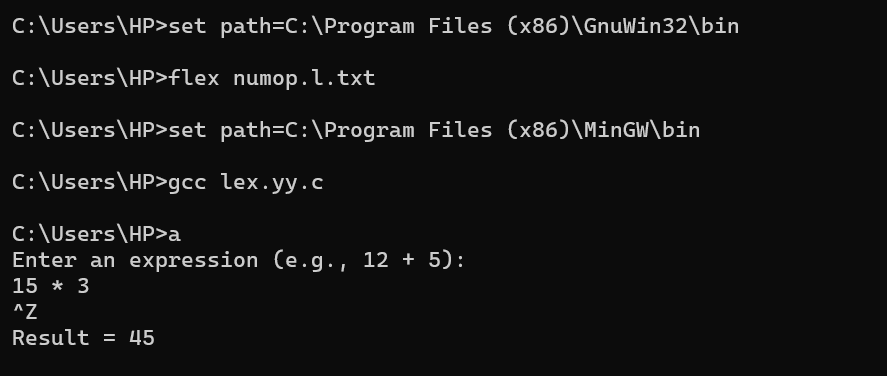 C:\Users\HP>set path=C:\Program Files (x86)\GnuWin32\bin
C:\Users\HP>flex numop.l.txt
C:\Users\HP>set path=C:\Program Files (x86)\MinGW\bin
C:\Users\HP>gcc lex.yy.c
C:\Users\HP>a
Enter an expression (e.g., 12 + 5):
15 * 3
^Z
Result = 45